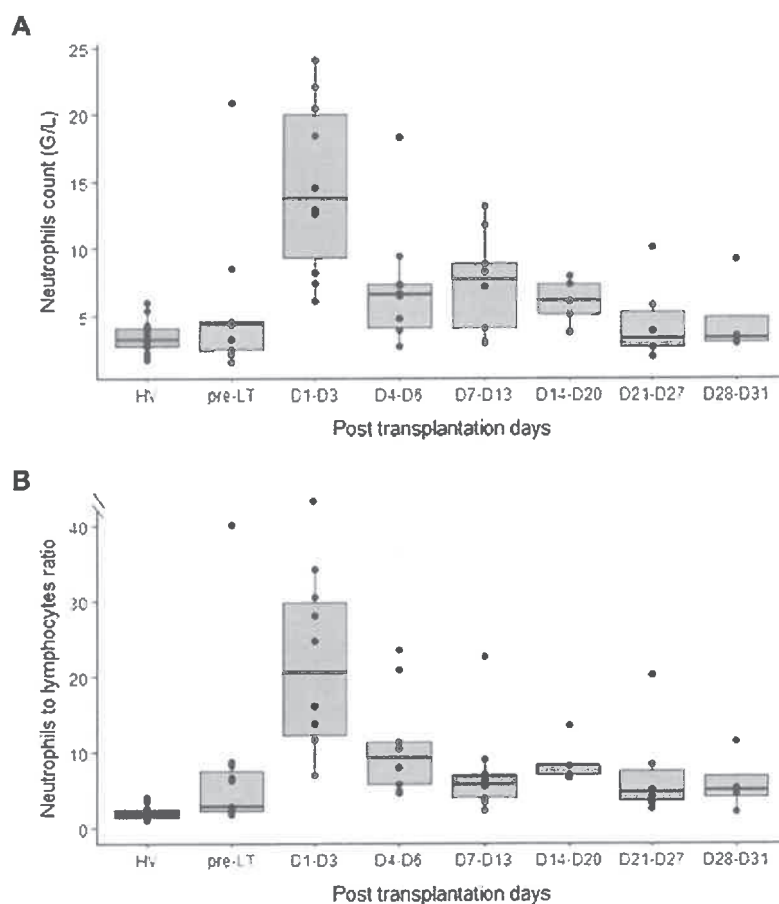 A
Neutrophils count (G/L)
25
20
15
10
5
HV pre-LT D1-D3 D4-D6 D7-D13 D14-D20 D21-D27 D28-D31
Post transplantation days
B
Neutrophils to lymphocytes ratio
40
30
20
10
0
HV pre-LT D1-D3 D4-D6 D7-D13 D14-D20 D21-D27 D28-D31
Post transplantation days